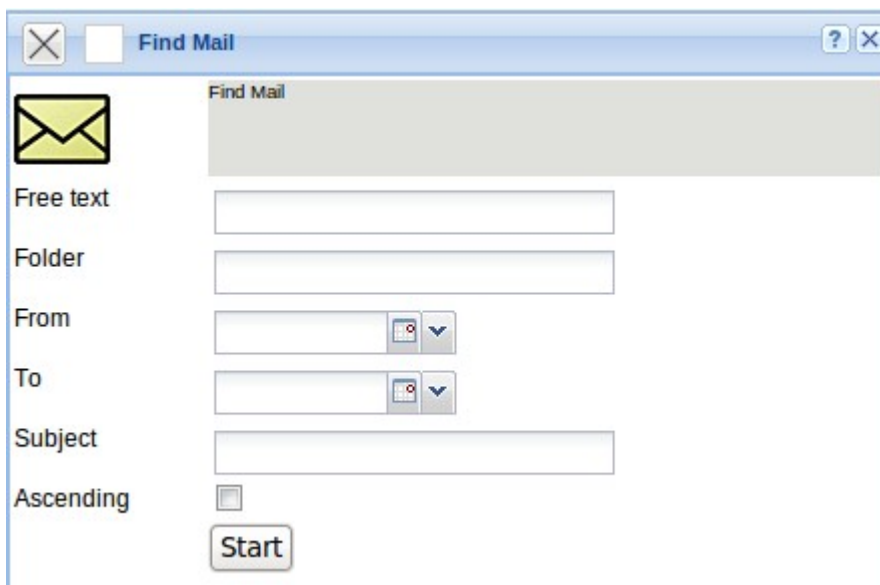 Find Mail
?
Find Mail
Free text
Folder
From
To
Subject
Ascending
Start